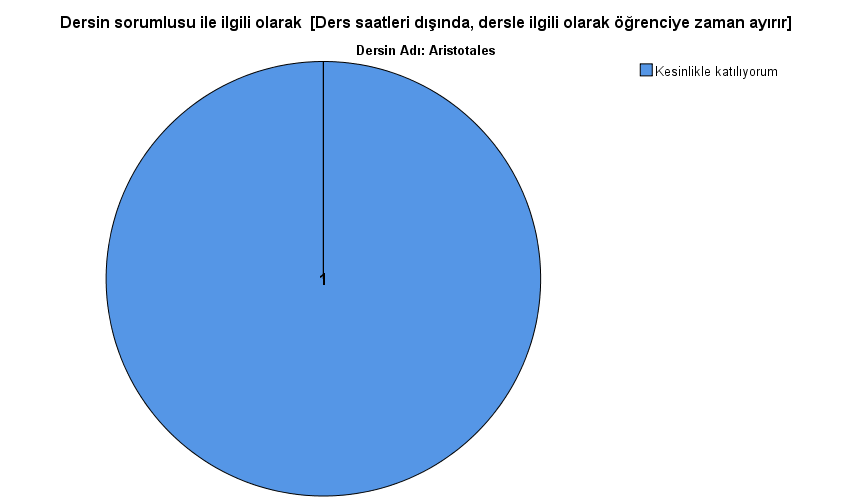 Dersin sorumlusu ile ilgili olarak  [Ders saatleri dışında, dersle ilgili olarak öğrenciye zaman ayırır]
Dersin Adı: Aristotales
Kesinlikle katılıyorum
1